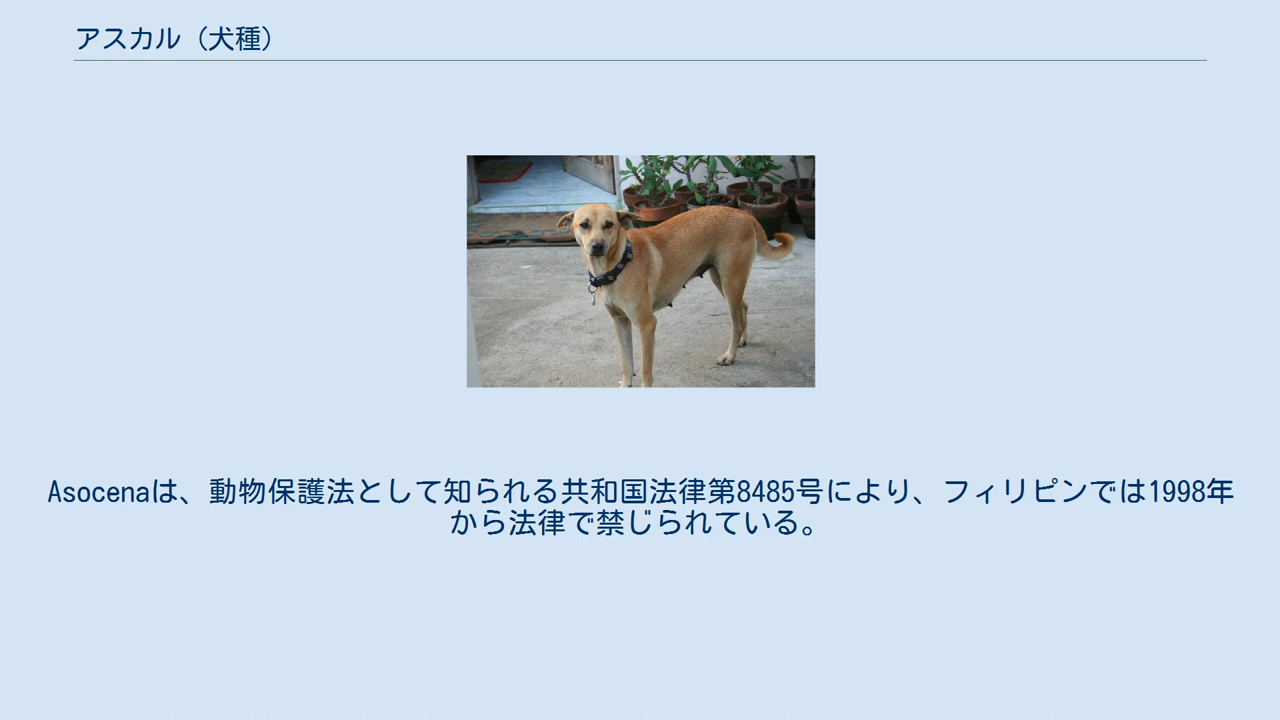 アスカル（犬種）
Asocenaは、動物保護法として知られる共和国法律第8485号により、フィリピンでは1998年
から法律で禁じられている。